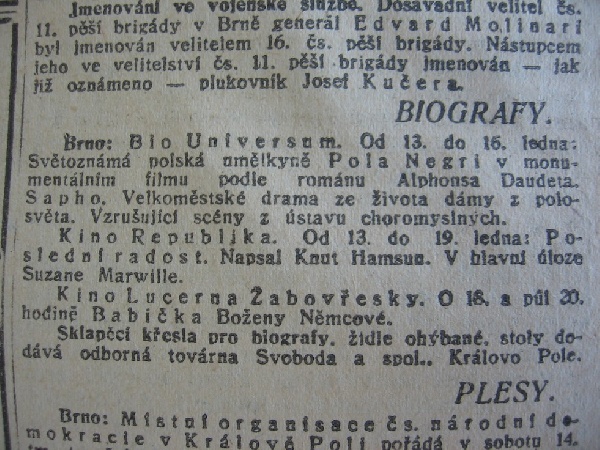 Jmenování ve vojenské službě. Dosavadní velitel čs.
11. pěší brigády v Brně generál Edvard Molinari
byl jmenován velitelem 16. čs. pěší brigády. Nástupcem
jeho ve velitelství čs. 11. pěší brigády jmenován — jak
již oznámeno — plukovník Josef Kučera.
BIOGRAFY.
Brno: Bio Universum. Od 13. do 16. ledna:
Světoznámá polská umělkyně Pola Negri v monu-
mentálním filmu podle románu Alphonsa Daudeta.
Sapho. Velkoměstské drama ze života dámy z polo-
světa. Vzrušující scény z ústavu choromyslných.
Kino Republika. Od 13. do 19. ledna: Po-
slední radost. Napsal Knut Hamsun. V hlavní úloze
Suzane Marwille.
Kino Lucerna Žabovřesky. O 18. a půl 20.
hodině Babička Boženy Němcové.
Sklapěcí křesla pro biografy, židle ohýbané, stoly do-
dává odborná továrna Svoboda a spol., Královo Pole.
PLESY.
Brno: Místní organisace čs. národní de-
mokracie v Králově Poli pořádá v sobotu 14.